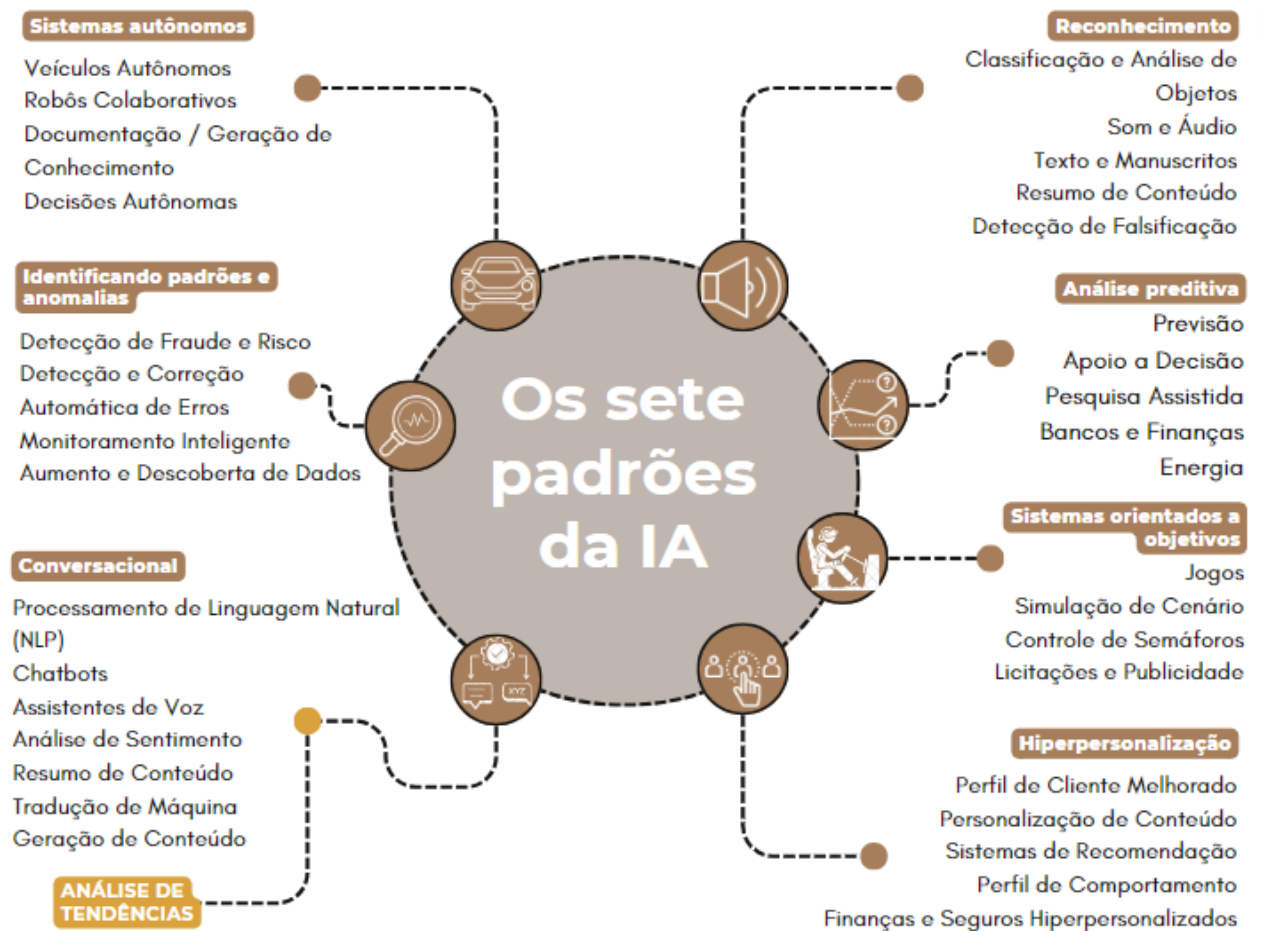 Sistemas autônomos
Veículos Autônomos
Robôs Colaborativos
Documentação / Geração de
Conhecimento
Decisões Autônomas
Identificando padrões e
anomalias
Detecção de Fraude e Risco
Detecção e Correção
Automática de Erros
Monitoramento Inteligente
Aumento e Descoberta de Dados
Conversacional
Processamento de Linguagem Natural
(NLP)
Chatbots
Assistentes de Voz
Análise de Sentimento
Resumo de Conteúdo
Tradução de Máquina
Geração de Conteúdo
ANÁLISE DE
TENDÊNCIAS
Os sete
padrões
da IA
?
?
XYZ
Reconhecimento
Classificação e Análise de
Objetos
Som e Áudio
Texto e Manuscritos
Resumo de Conteúdo
Detecção de Falsificação
Análise preditiva
Previsão
Apoio a Decisão
Pesquisa Assistida
Bancos e Finanças
Energia
Sistemas orientados a
objetivos
Jogos
Simulação de Cenário
Controle de Semáforos
Licitações e Publicidade
Hiperpersonalização
Perfil de Cliente Melhorado
Personalização de Conteúdo
Sistemas de Recomendação
Perfil de Comportamento
Finanças e Seguros Hiperpersonalizados